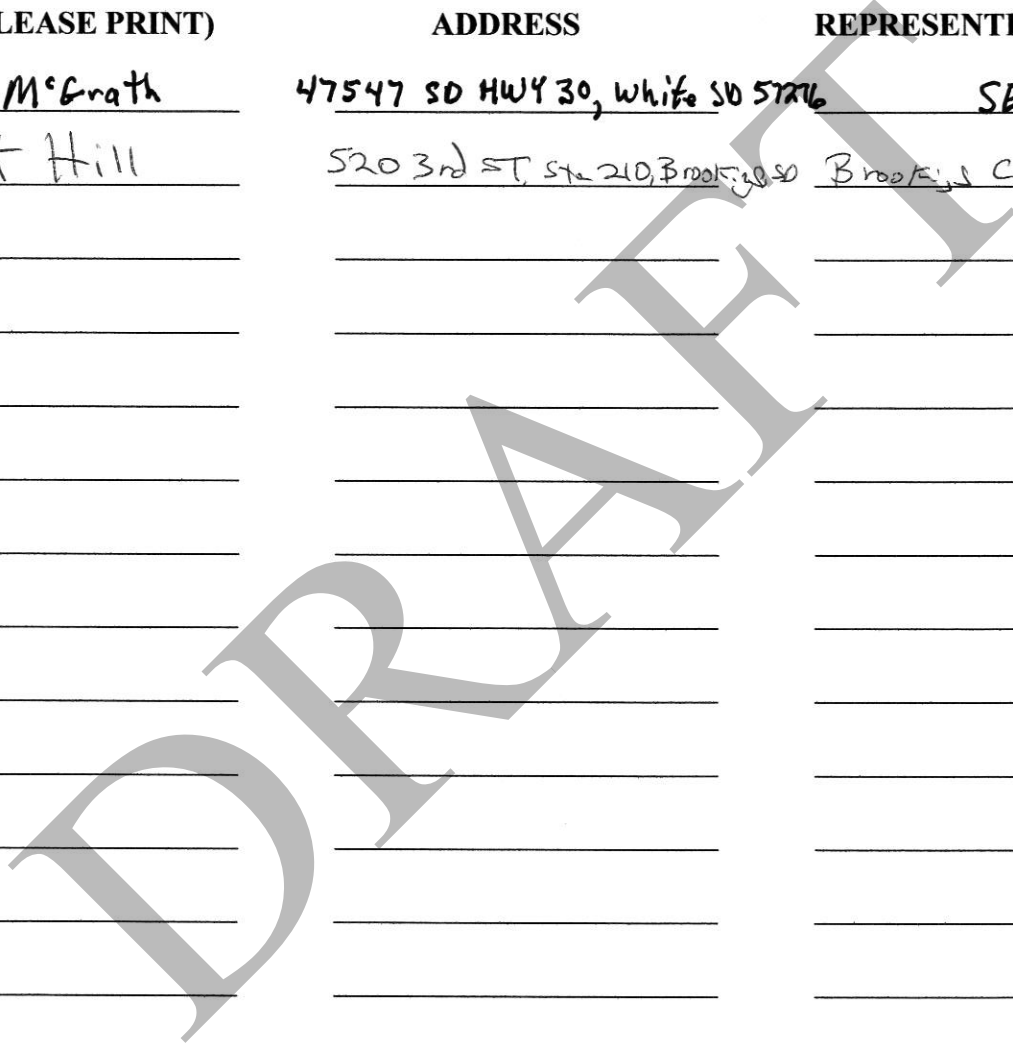 LEASE PRINT) ADDRESS REPRESENTI
McGrath 47547 SD HWY 30, White SD 57276 SE
t Hill 520 3rd ST, Ste 210, Brookings SD Brookings C
DRAFT